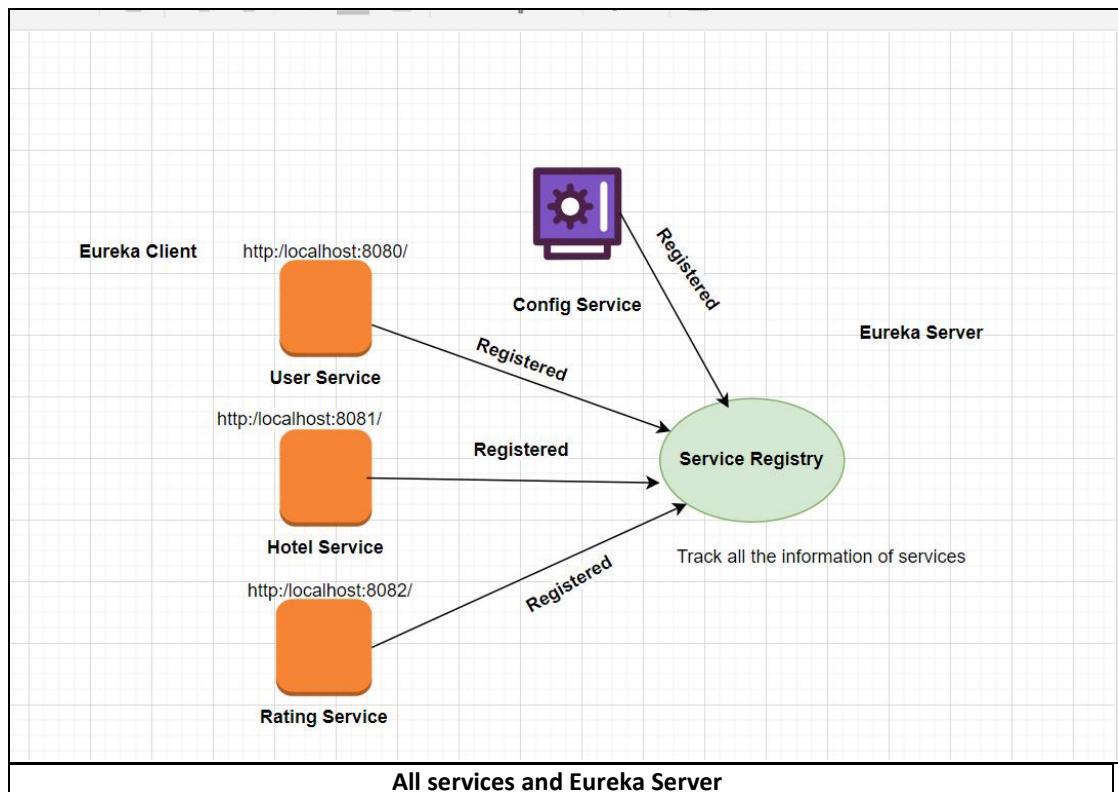 Eureka Client
http:/localhost:8080/
User Service
Config Service
Registered
Eureka Server
Registered
http:/localhost:8081/
Registered
Service Registry
Hotel Service
Track all the information of services
http:/localhost:8082/
Registered
Rating Service
All services and Eureka Server